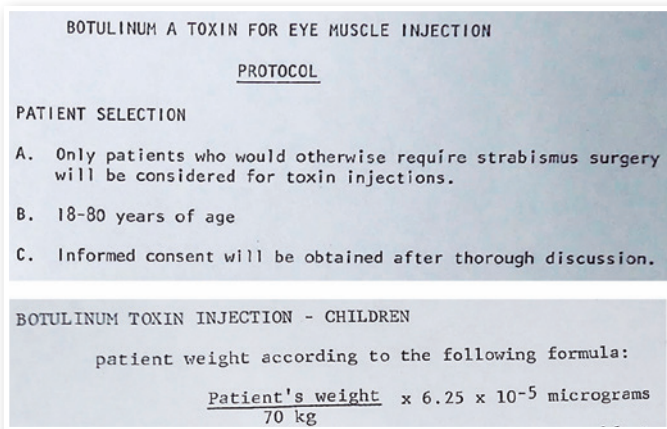 BOTULINUM A TOXIN FOR EYE MUSCLE INJECTION
PROTOCOL
PATIENT SELECTION
A. Only patients who would otherwise require strabismus surgery
will be considered for toxin injections.
B. 18-80 years of age
C. Informed consent will be obtained after thorough discussion.
BOTULINUM TOXIN INJECTION - CHILDREN
patient weight according to the following formula:
Patient's weight x 6.25 x 10-5 micrograms
70 kg